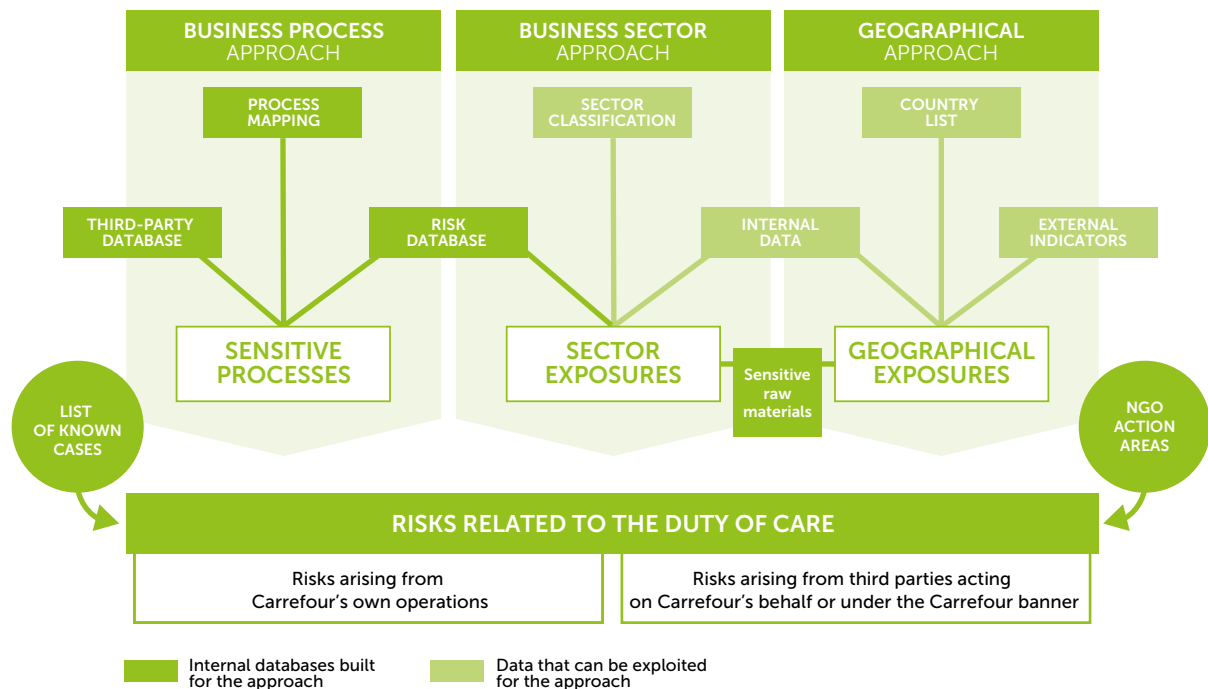 BUSINESS PROCESS
APPROACH
BUSINESS SECTOR
APPROACH
GEOGRAPHICAL
APPROACH
PROCESS
MAPPING
SECTOR
CLASSIFICATION
COUNTRY
LIST
THIRD-PARTY
DATABASE
RISK
DATABASE
INTERNAL
DATA
EXTERNAL
INDICATORS
SENSITIVE
PROCESSES
SECTOR
EXPOSURES
Sensitive
raw
materials
GEOGRAPHICAL
EXPOSURES
LIST
OF KNOWN
CASES
NGO
ACTION
AREAS
RISKS RELATED TO THE DUTY OF CARE
Risks arising from
Carrefour's own operations
Risks arising from third parties acting
on Carrefour's behalf or under the Carrefour banner
Internal databases built
for the approach
Data that can be exploited
for the approach